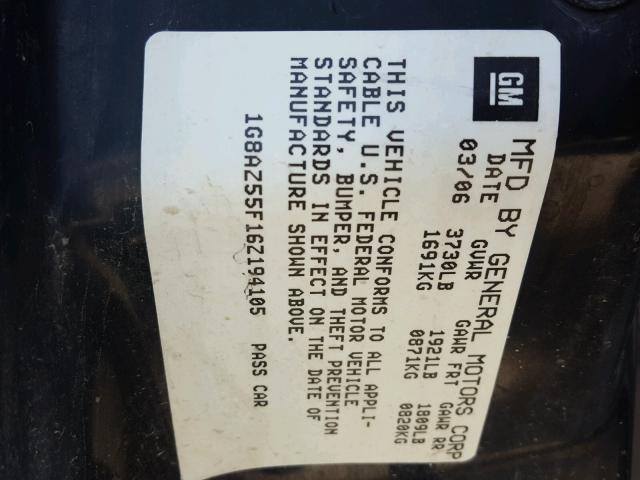 GM
MFD BY GENERAL MOTORS CORP
DATE GVWR GAWR FRT GAWR RR
03/06 3730LB 1921LB 1809LB
1691KG 0871KG 0820KG
THIS VEHICLE CONFORMS TO ALL APPLI-
CABLE U.S. FEDERAL MOTOR VEHICLE
SAFETY, BUMPER, AND THEFT PREVENTION
STANDARDS IN EFFECT ON THE DATE OF
MANUFACTURE SHOWN ABOVE.
1G8AZ55F16Z194105 PASS CAR